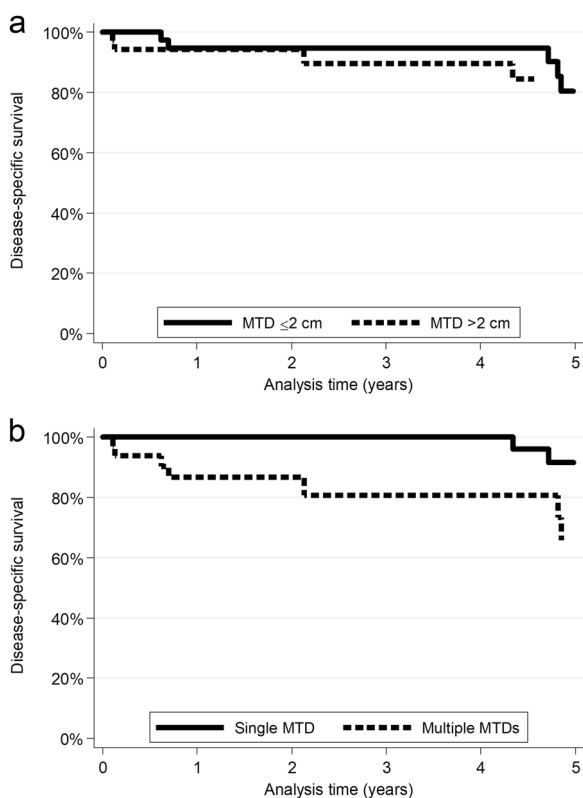 a
Disease-specific survival
100%
80%
60%
40%
20%
0%
MTD ≤2 cm MTD >2 cm
0 1 2 3 4 5
Analysis time (years)
b
Disease-specific survival
100%
80%
60%
40%
20%
0%
Single MTD Multiple MTDs
0 1 2 3 4 5
Analysis time (years)